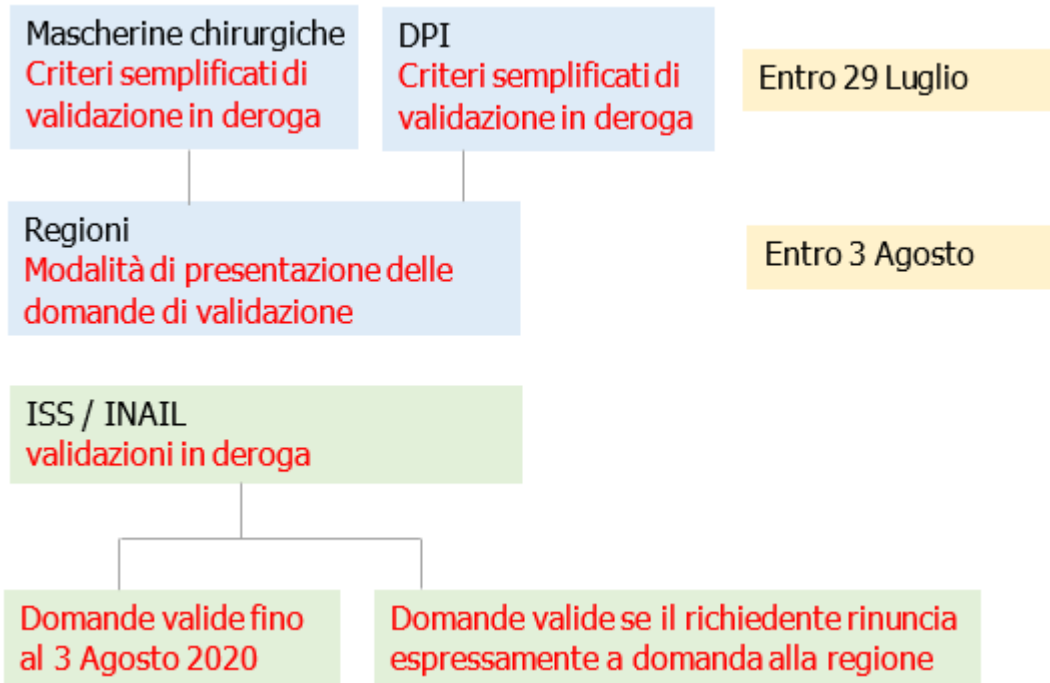 Mascherine chirurgiche
Criteri semplificati di
validazione in deroga
DPI
Criteri semplificati di
validazione in deroga
Entro 29 Luglio
Regioni
Modalità di presentazione delle
domande di validazione
Entro 3 Agosto
ISS / INAIL
validazioni in deroga
Domande valide fino
al 3 Agosto 2020
Domande valide se il richiedente rinuncia
espressamente a domanda alla regione